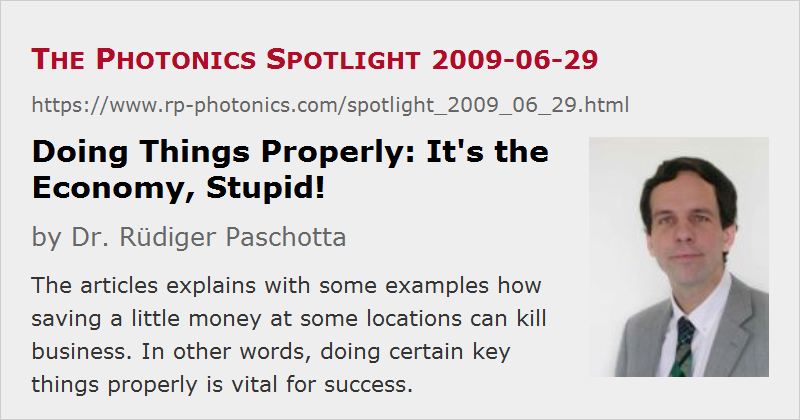 The Photonics Spotlight 2009-06-29
https://www.rp-photonics.com/spotlight_2009_06_29.html
Doing Things Properly: It's the
Economy, Stupid!
by Dr. Rüdiger Paschotta
The articles explains with some examples how
saving a little money at some locations can kill
business. In other words, doing certain key
things properly is vital for success.